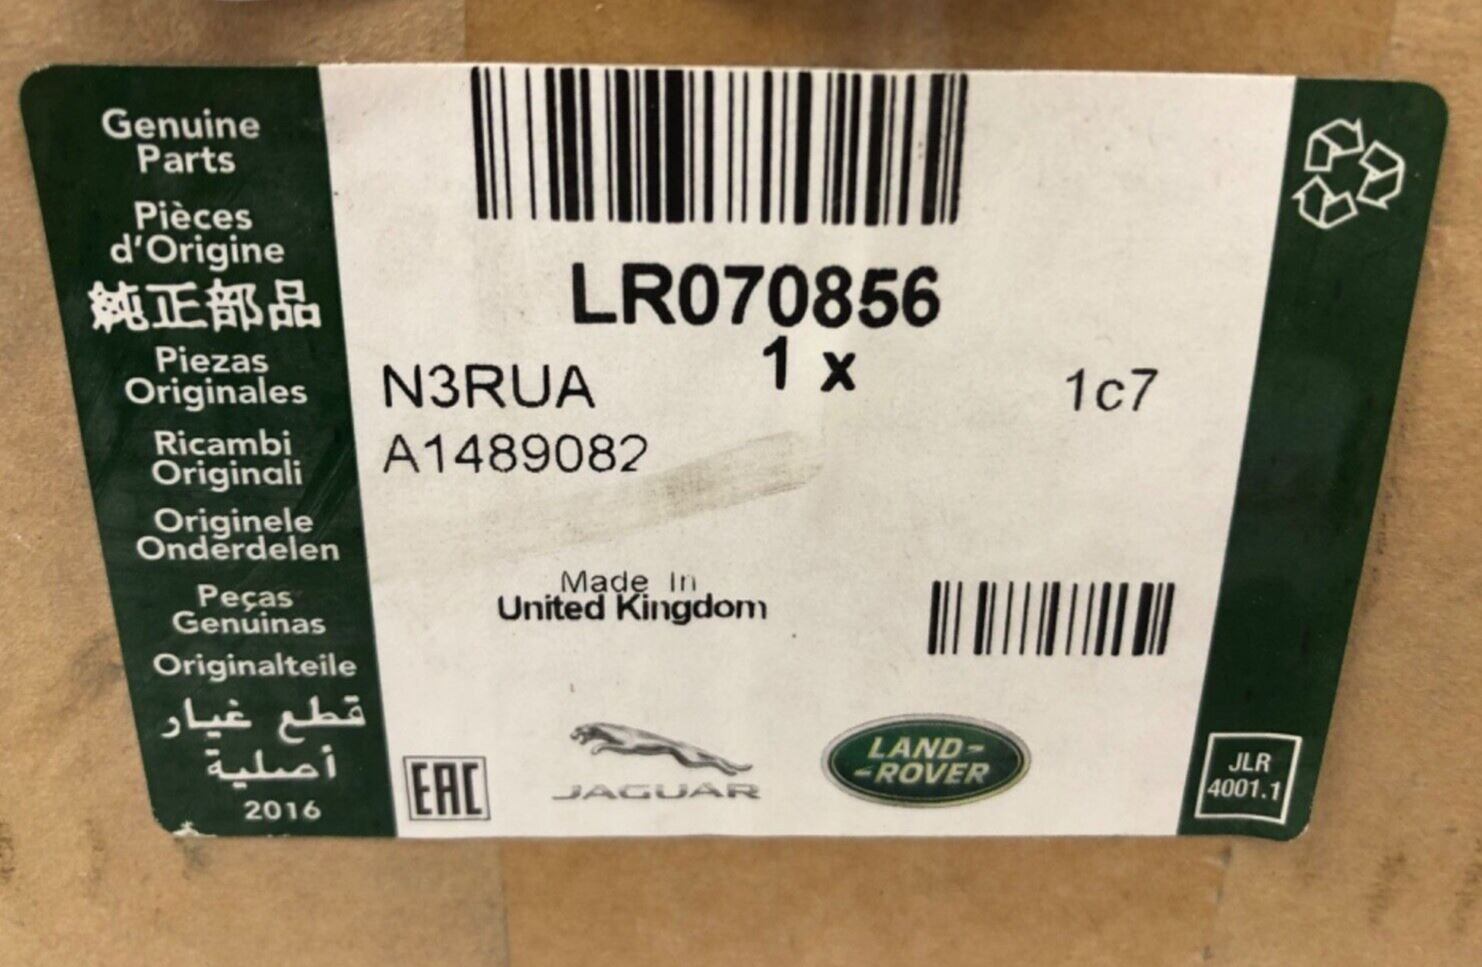 Genuine
Parts
Pièces
d'Origine
純正部品
Piezas
Originales
Ricambi
Originali
Originele
Onderdelen
Peças
Genuinas
Originalteile
قطع غيار
أصلية
2016
LR070856
1 x
N3RUA
1c7
A1489082
Made In
United Kingdom
EAC
JAGUAR
LAND-
-ROVER
JLR
4001.1